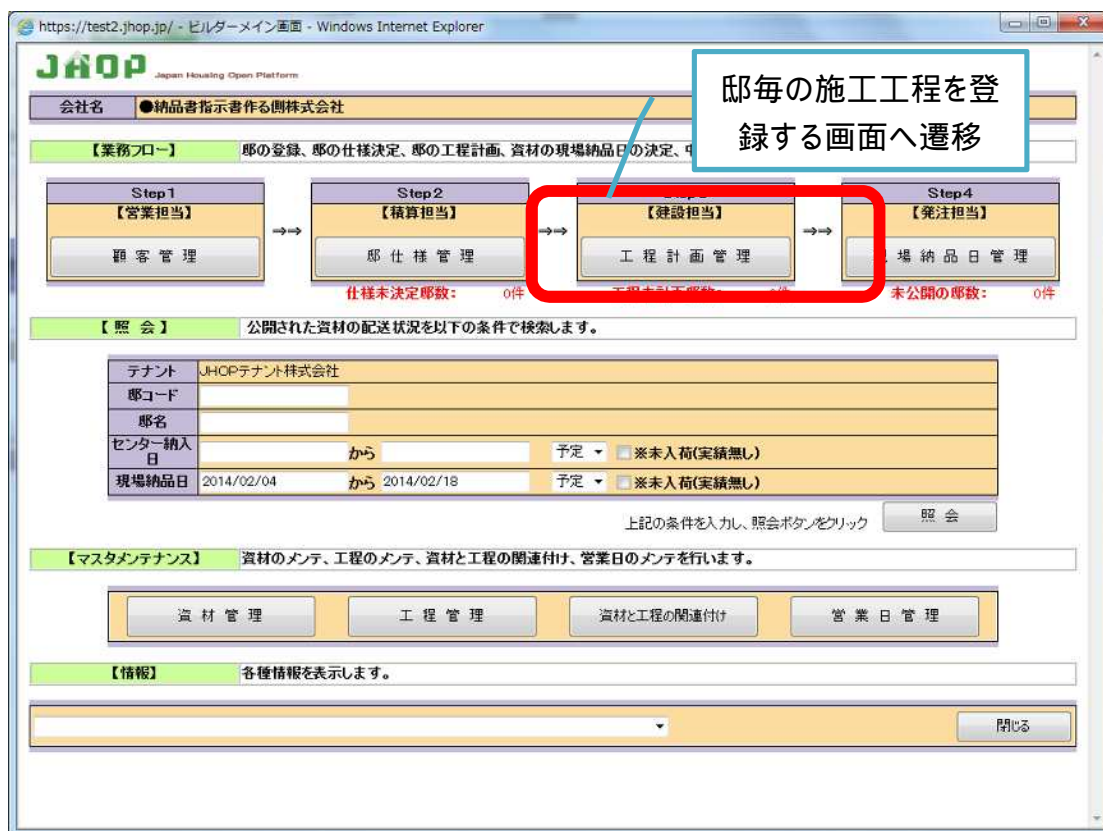 https://test2.jhop.jp/ - ビルダーメイン画面 - Windows Internet Explorer
JHOP Japan Housing Open Platform
邸毎の施工工程を登
録する画面へ遷移
会社名 ●納品書指示書作る側株式会社
【業務フロー】 邸の登録、邸の仕様決定、邸の工程計画、資材の現場納品日の決定、
Step1 Step2 Step4
【営業担当】 【積算担当】 【建設担当】 【発注担当】
→⇒ →⇒ →⇒
顧客管理 邸仕様管理 工程計画管理 場納品日管理
仕様未決定邸数: 0件 未公開の邸数: 0件
【照 会】 公開された資材の配送状況を以下の条件で検索します。
テナント JHOPテナント株式会社
邸コード
邸名
センター納入日 から 予定 ※未入荷(実績無し)
現場納品日 2014/02/04 から 2014/02/18 予定 ※未入荷(実績無し)
上記の条件を入力し、照会ボタンをクリック 照 会
【マスタメンテナンス】 資材のメンテ、工程のメンテ、資材と工程の関連付け、営業日のメンテを行います。
資材管理 工程管理 資材と工程の関連付け 営業日管理
【情報】 各種情報を表示します。
閉じる